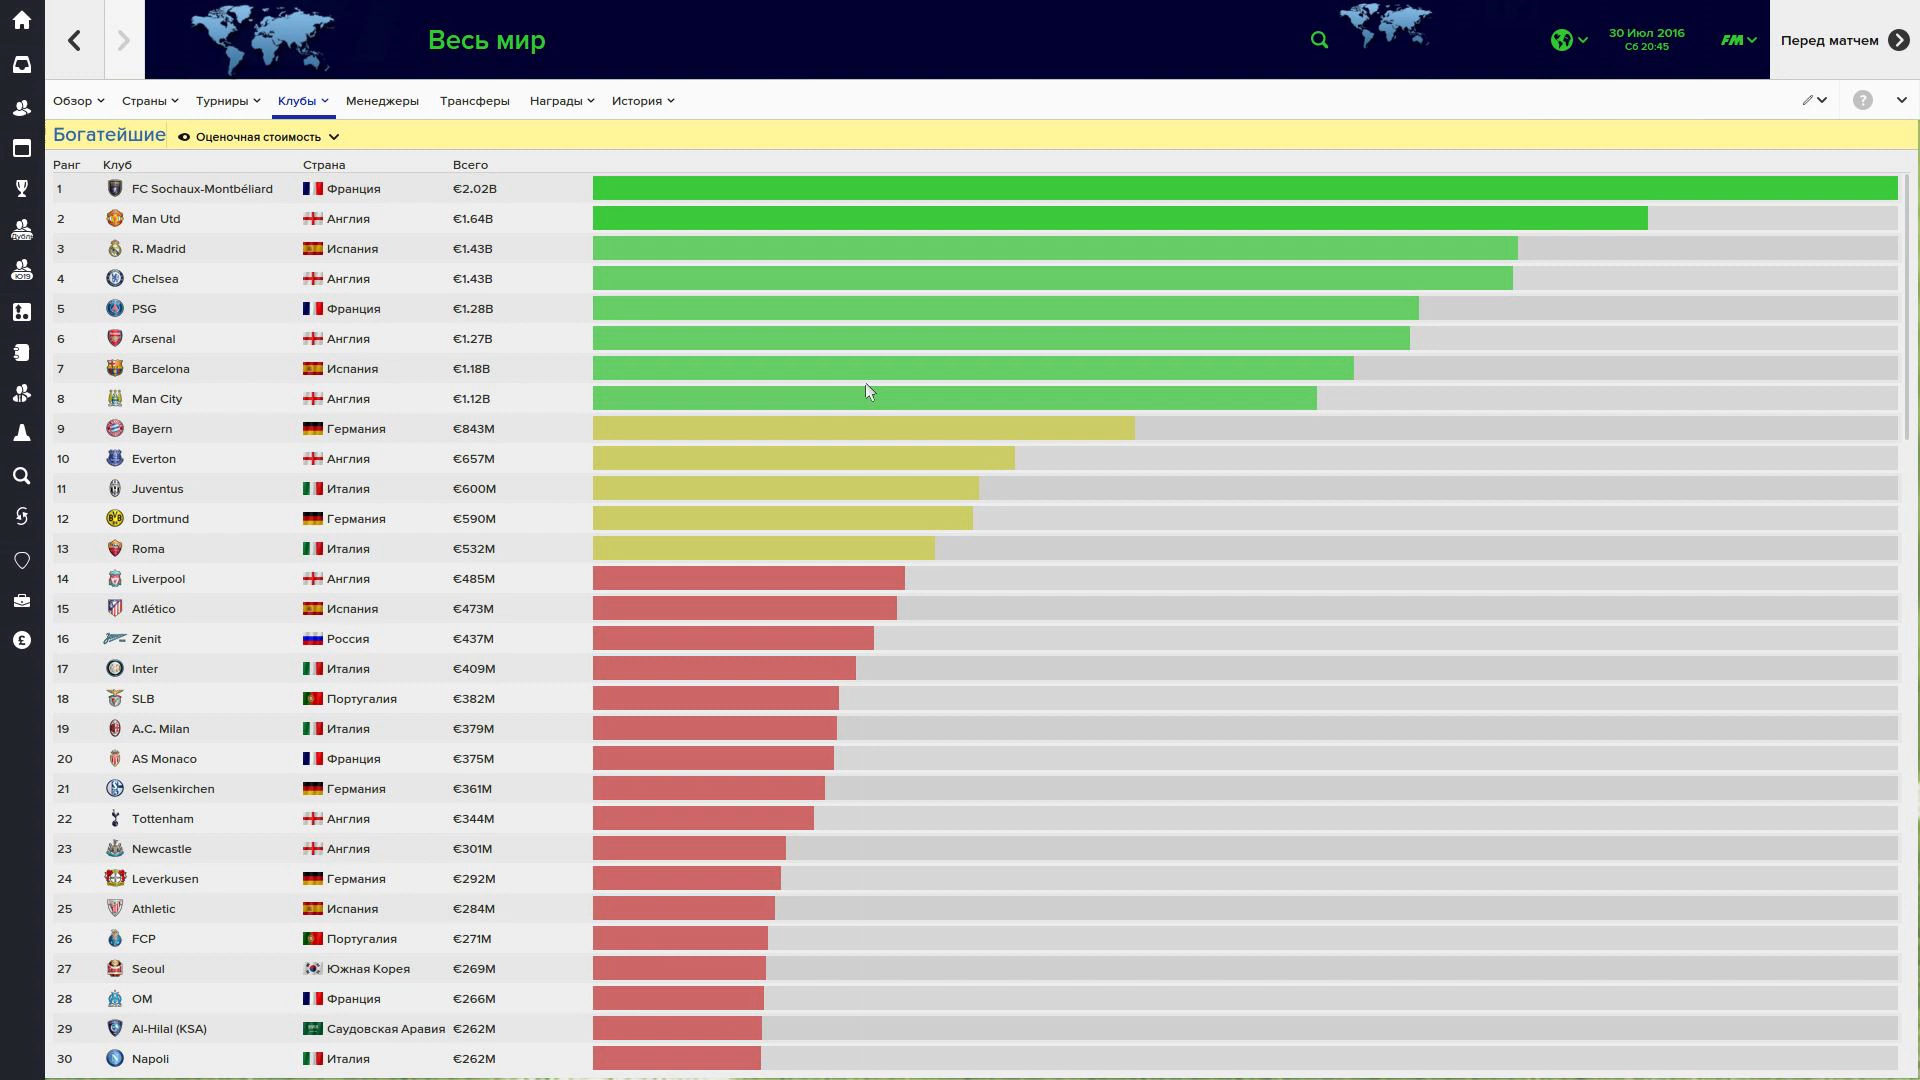 Весь мир
30 Июл 2016
Сб 20:45
FM
Перед матчем
Обзор Страны Турниры Клубы Менеджеры Трансферы Награды История
?
Богатейшие Оценочная стоимость
Ранг Клуб Страна Всего
1 FC Sochaux-Montbéliard Франция €2.02B
2 Man Utd Англия €1.64B
3 R. Madrid Испания €1.43B
4 Chelsea Англия €1.43B
5 PSG Франция €1.28B
6 Arsenal Англия €1.27B
7 Barcelona Испания €1.18B
8 Man City Англия €1.12B
9 Bayern Германия €843M
10 Everton Англия €657M
11 Juventus Италия €600M
12 Dortmund Германия €590M
13 Roma Италия €532M
14 Liverpool Англия €485M
15 Atlético Испания €473M
16 Zenit Россия €437M
17 Inter Италия €409M
18 SLB Португалия €382M
19 A.C. Milan Италия €379M
20 AS Monaco Франция €375M
21 Gelsenkirchen Германия €361M
22 Tottenham Англия €344M
23 Newcastle Англия €301M
24 Leverkusen Германия €292M
25 Athletic Испания €284M
26 FCP Португалия €271M
27 Seoul Южная Корея €269M
28 OM Франция €266M
29 Al-Hilal (KSA) Саудовская Аравия €262M
30 Napoli Италия €262M